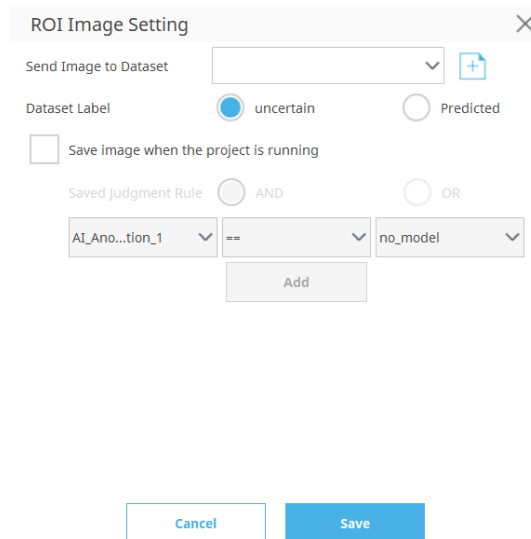 ROI Image Setting
Send Image to Dataset
Dataset Label uncertain Predicted
Save image when the project is running
Saved Judgment Rule AND OR
AI_Ano...tion_1 == no_model
Add
Cancel Save